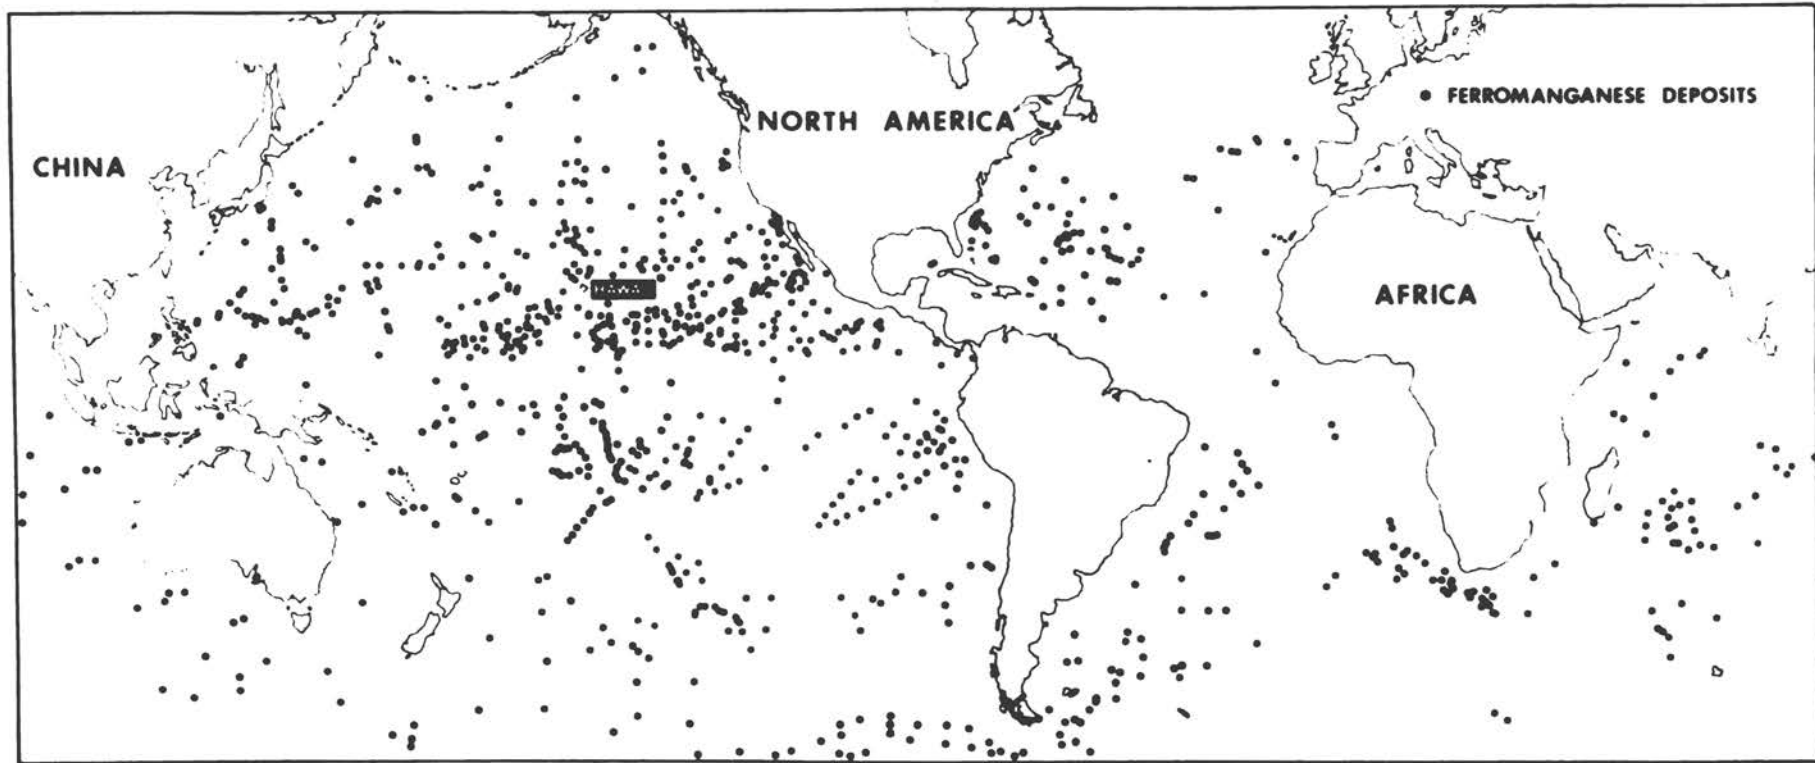 NORTH AMERICA
• FERROMANGANESE DEPOSITS
CHINA
AFRICA